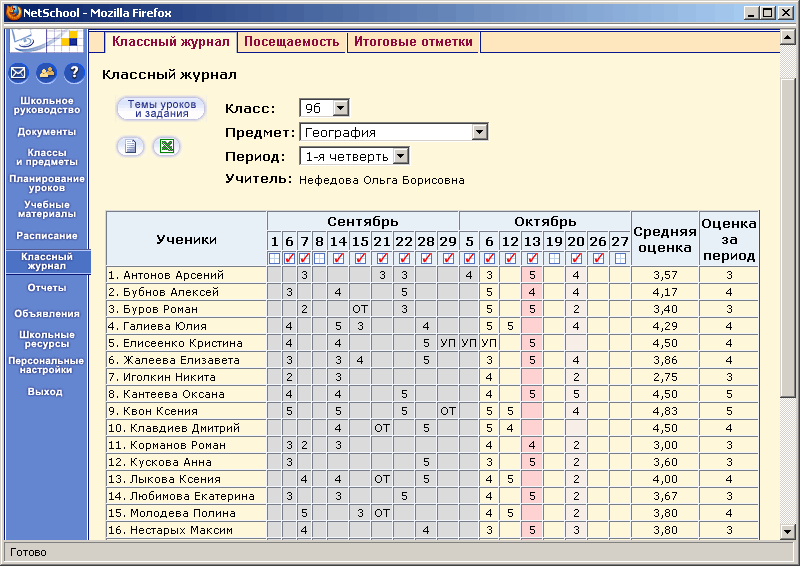 NetSchool - Mozilla Firefox
Классный журнал Посещаемость Итоговые отметки
?
Школьное
руководство
Документы
Классы
и предметы
Планирование
уроков
Учебные
материалы
Расписание
Классный
журнал
Отчеты
Объявления
Школьные
ресурсы
Персональные
настройки
Выход
Классный журнал
Темы уроков
и задания
Класс: 9б
Предмет: География
Период: 1-я четверть
Учитель: Нефедова Ольга Борисовна
Ученики Сентябрь Октябрь Средняя оценка Оценка за период
1 6 7 8 14 15 21 22 28 29 5 6 12 13 19 20 26 27
1. Антонов Арсений 3 3 3 4 3 5 4 3,57 3
2. Бубнов Алексей 3 4 5 5 4 4 4,17 4
3. Буров Роман 2 ОТ 3 5 5 2 3,40 3
4. Галиева Юлия 4 5 3 4 5 5 4 4,29 4
5. Елисеенко Кристина 4 4 5 УП УП УП 5 4,50 4
6. Жалеева Елизавета 3 3 4 5 3 5 4 3,86 4
7. Иголкин Никита 2 3 4 2 2,75 3
8. Кантеева Оксана 4 4 5 4 5 5 4,50 5
9. Квон Ксения 5 5 5 ОТ 5 5 4 4,83 5
10. Клавдиев Дмитрий 4 ОТ 5 5 4 4,50 4
11. Корманов Роман 3 2 3 4 4 2 3,00 3
12. Кускова Анна 3 5 3 5 2 3,60 3
13. Лыкова Ксения 4 4 ОТ 5 4 5 2 4,00 4
14. Любимова Екатерина 3 3 5 4 5 2 3,67 3
15. Молодева Полина 5 3 ОТ 4 5 2 3,80 4
16. Нестарых Максим 4 4 3 5 3 3,80 3
Готово